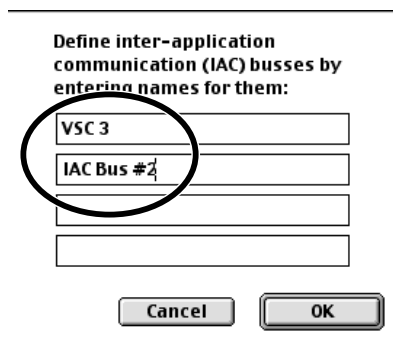 Define inter-application
communication (IAC) busses by
entering names for them:
VSC 3
IAC Bus #2
Cancel
OK